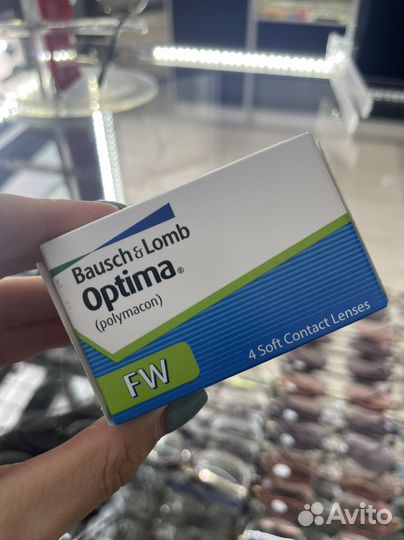 Bausch & Lomb
Optima®
(polymacon)
FW
4 Soft Contact Lenses
Avito